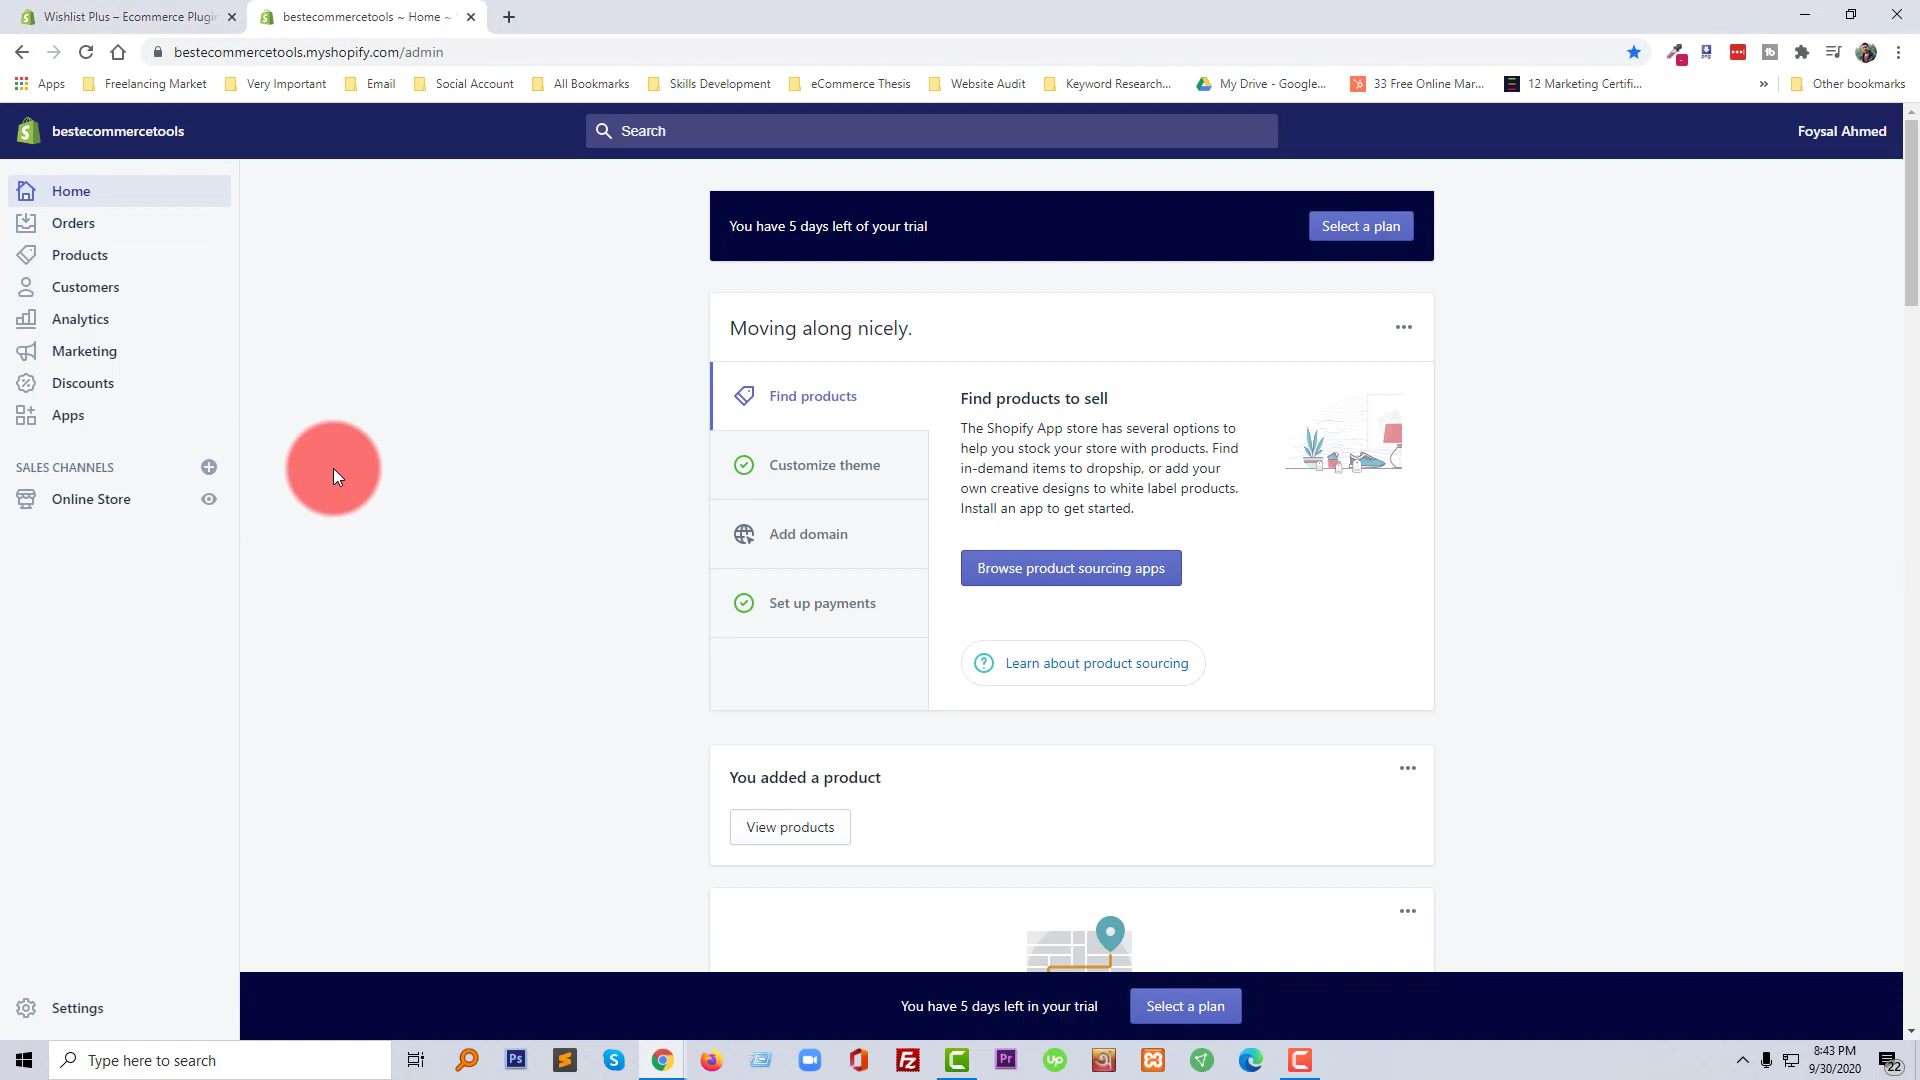 Wishlist Plus – Ecommerce Plugin
bestecommercetools ~ Home ~
bestecommercetools.myshopify.com/admin
Apps
Freelancing Market
Very Important
Email
Social Account
All Bookmarks
Skills Development
eCommerce Thesis
Website Audit
Keyword Research...
My Drive - Google...
33 Free Online Mar...
12 Marketing Certifi...
»
Other bookmarks
bestecommercetools
Search
Foysal Ahmed
Home
Orders
Products
Customers
Analytics
Marketing
Discounts
Apps
SALES CHANNELS
Online Store
Settings
You have 5 days left of your trial
Select a plan
Moving along nicely.
Find products
Customize theme
Add domain
Set up payments
Find products to sell
The Shopify App store has several options to
help you stock your store with products. Find
in-demand items to dropship, or add your
own creative designs to white label products.
Install an app to get started.
Browse product sourcing apps
Learn about product sourcing
You added a product
View products
You have 5 days left in your trial
Select a plan
Type here to search
8:43 PM
9/30/2020
22